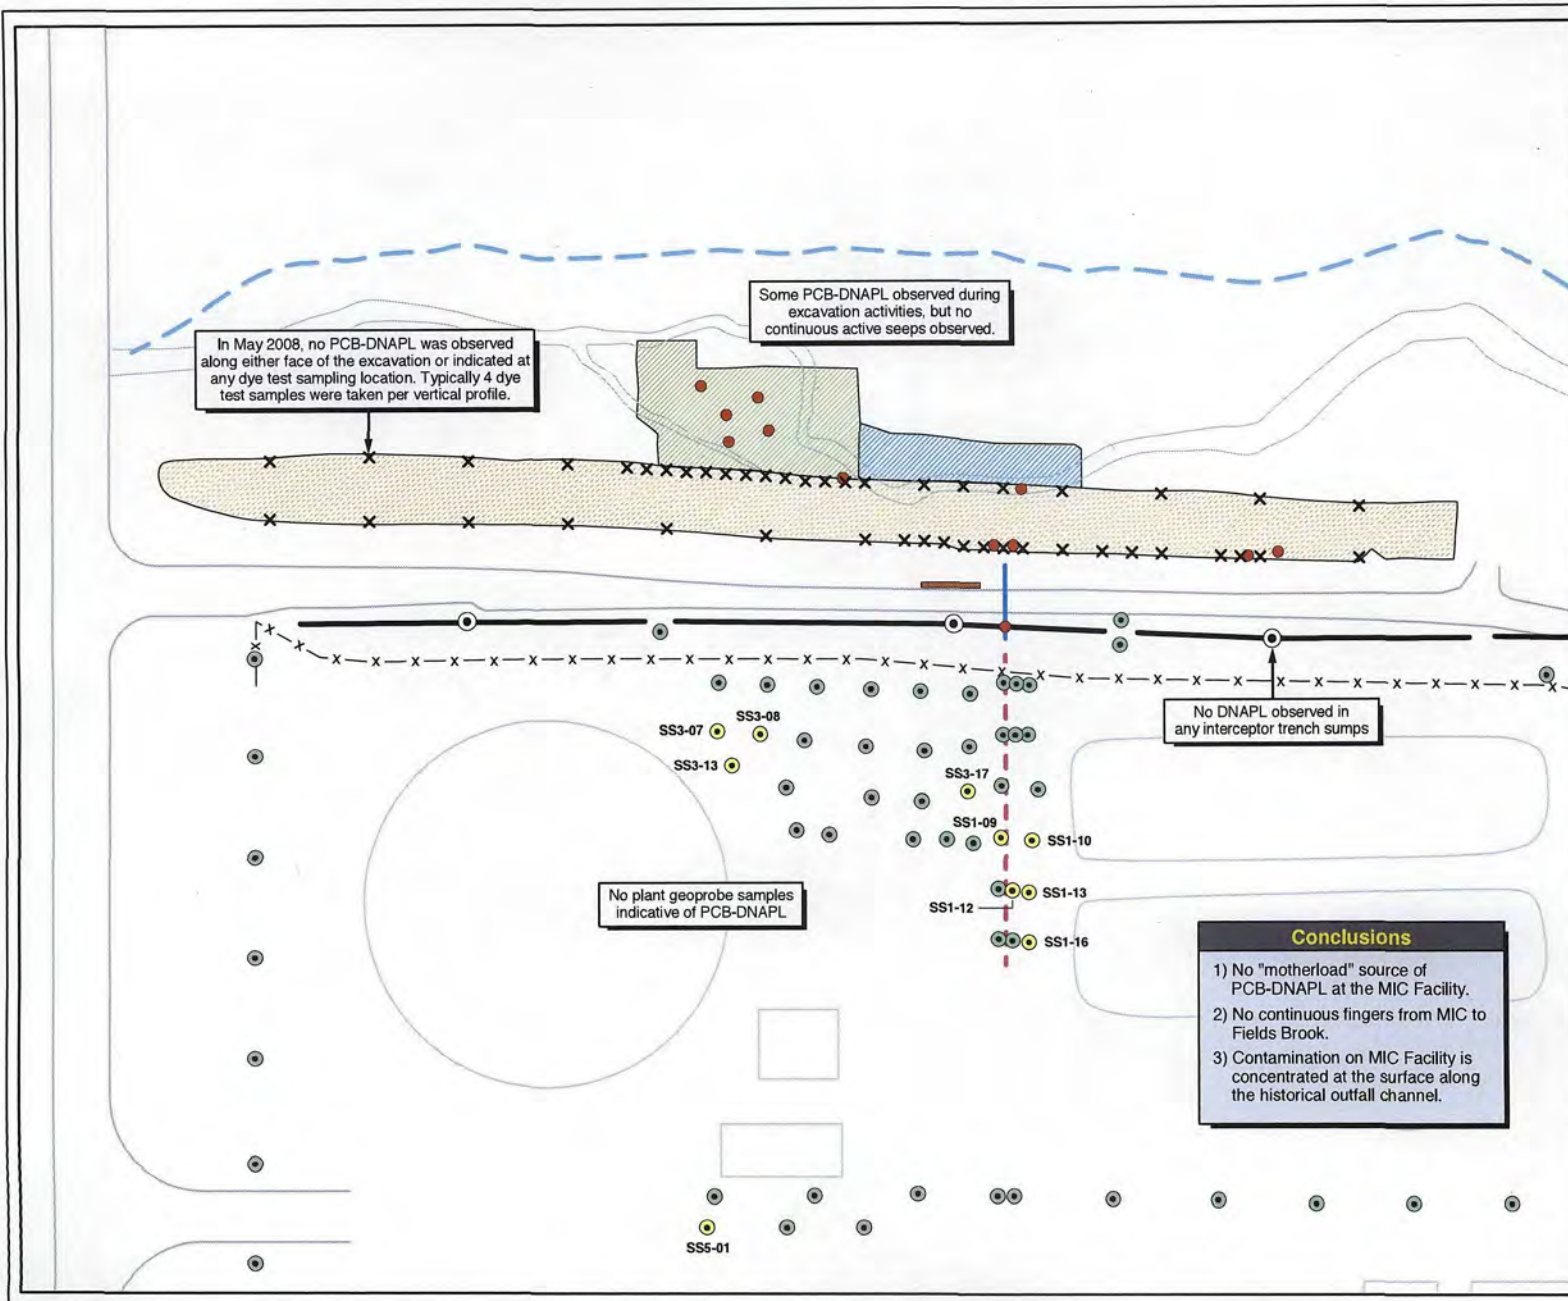 Some PCB-DNAPL observed during
excavation activities, but no
continuous active seeps observed.
In May 2008, no PCB-DNAPL was observed
along either face of the excavation or indicated at
any dye test sampling location. Typically 4 dye
test samples were taken per vertical profile.
No DNAPL observed in
any interceptor trench sumps
SS3-07
SS3-08
SS3-13
SS3-17
SS1-09
SS1-10
No plant geoprobe samples
indicative of PCB-DNAPL
SS1-12
SS1-13
SS1-16
Conclusions
1) No "motherload" source of
PCB-DNAPL at the MIC Facility.
2) No continuous fingers from MIC to
Fields Brook.
3) Contamination on MIC Facility is
concentrated at the surface along
the historical outfall channel.
SS5-01